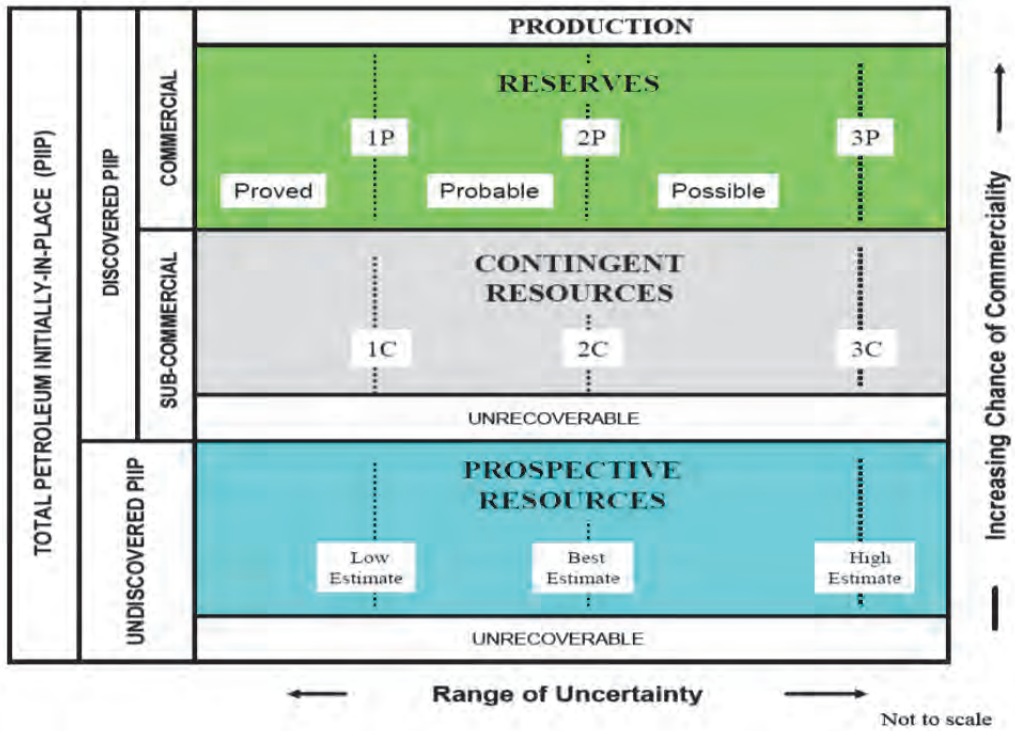 TOTAL PETROLEUM INITIALLY-IN-PLACE (PIIP)
DISCOVERED PIIP
UNDISCOVERED PIIP
COMMERCIAL
SUB-COMMERCIAL
PRODUCTION
RESERVES
1P
2P
3P
Proved
Probable
Possible
CONTINGENT
RESOURCES
1C
2C
3C
UNRECOVERABLE
PROSPECTIVE
RESOURCES
Low
Estimate
Best
Estimate
High
Estimate
UNRECOVERABLE
Increasing Chance of Commerciality
Range of Uncertainty
Not to scale